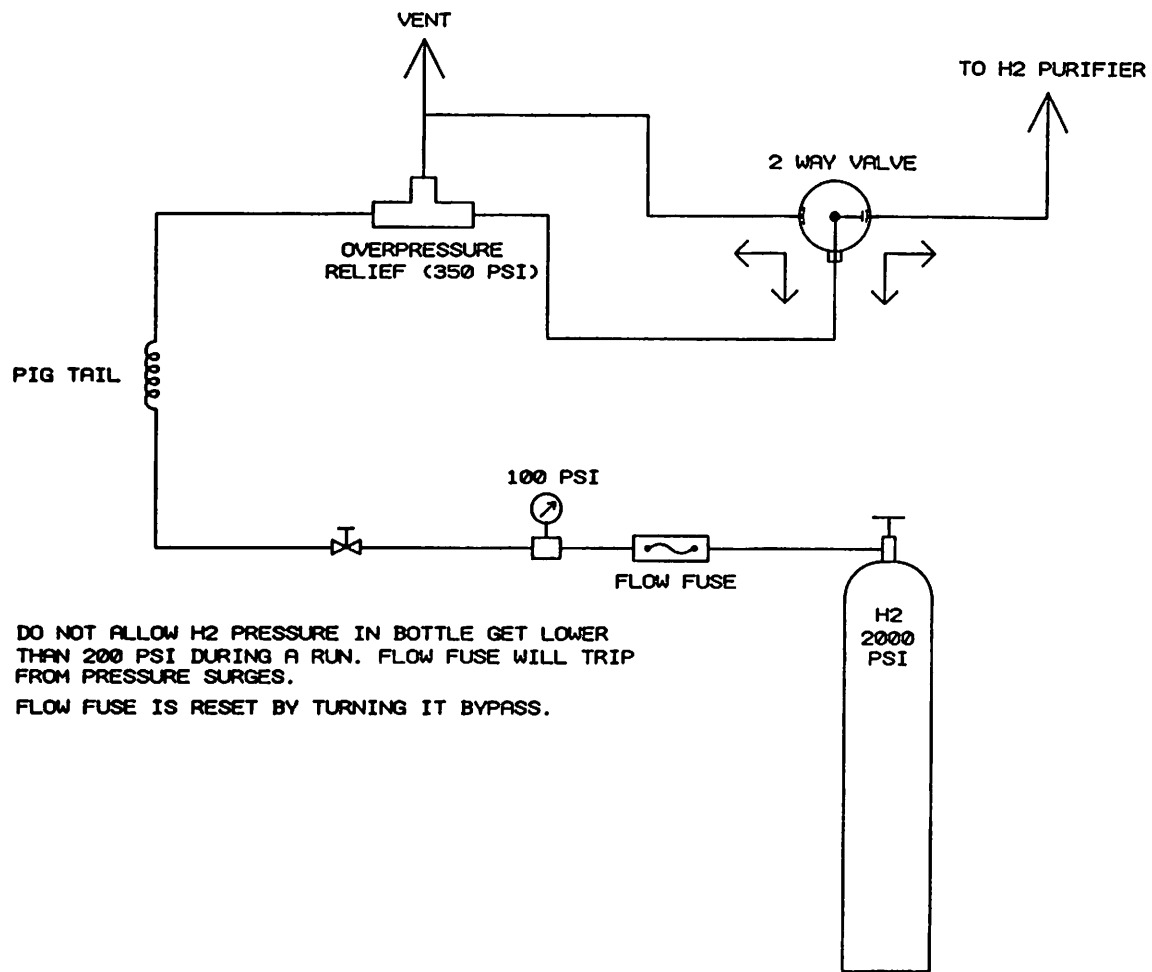 VENT
TO H2 PURIFIER
2 WAY VALVE
OVERPRESSURE
RELIEF (350 PSI)
PIG TAIL
100 PSI
FLOW FUSE
H2
2000
PSI
DO NOT ALLOW H2 PRESSURE IN BOTTLE GET LOWER
THAN 200 PSI DURING A RUN. FLOW FUSE WILL TRIP
FROM PRESSURE SURGES.
FLOW FUSE IS RESET BY TURNING IT BYPASS.